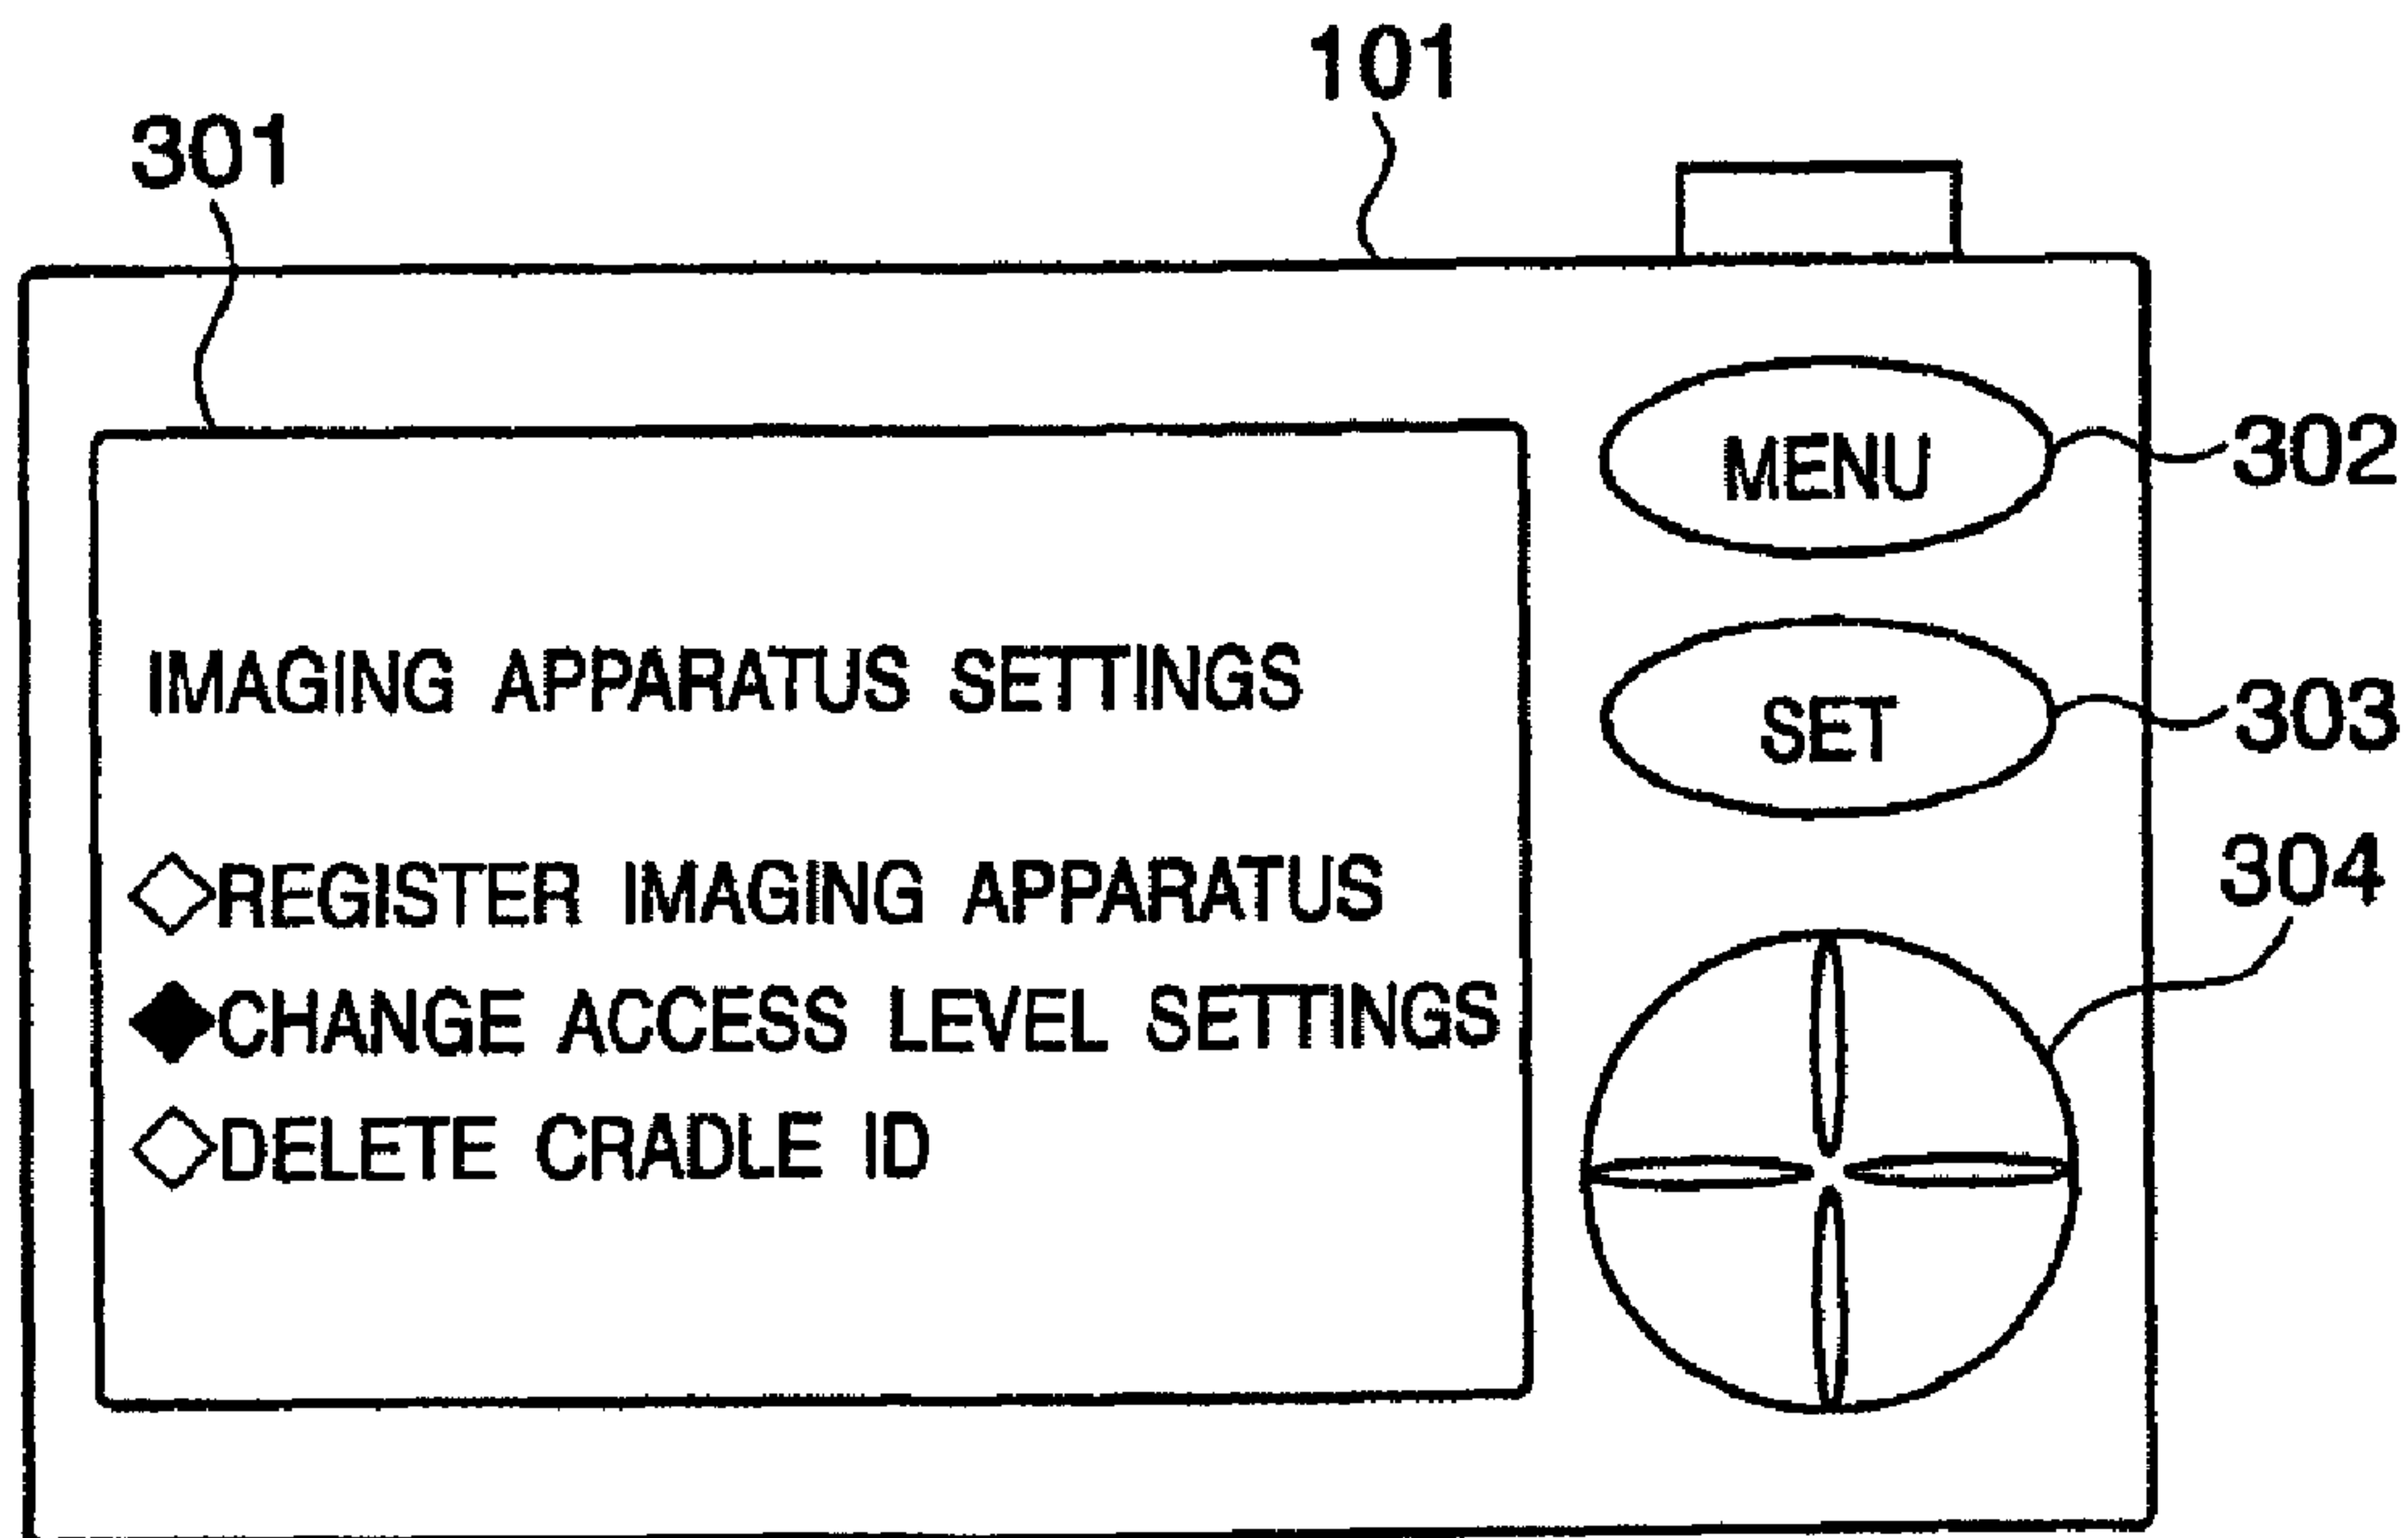 101
301
MENU
302
IMAGING APPARATUS SETTINGS
SET
303
◇REGISTER IMAGING APPARATUS
304
◆CHANGE ACCESS LEVEL SETTINGS
◇DELETE CRADLE ID